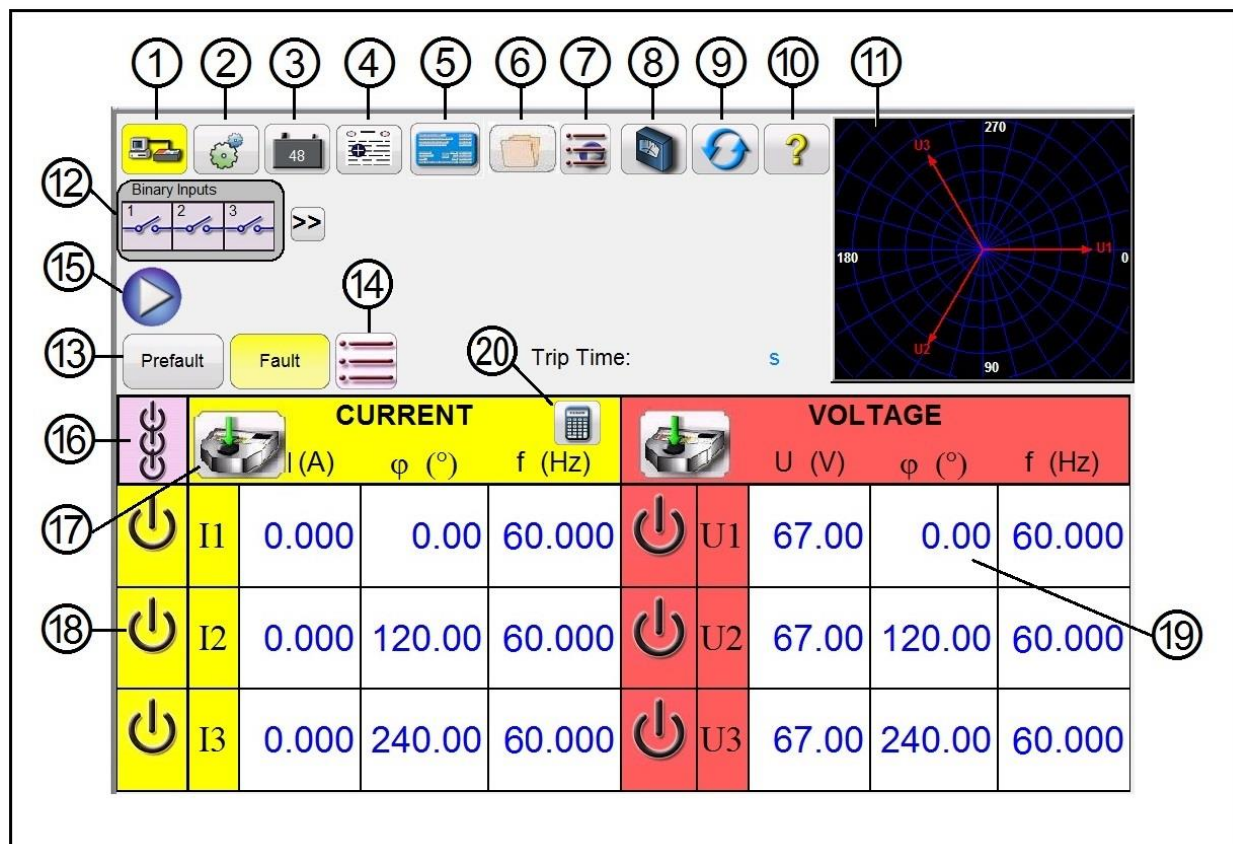 1 2 3 4 5 6 7 8 9 10 11
48
?
270
U3
U1
180
0
U2
90
12
Binary Inputs
1 2 3
>>
15
14
13
Prefault
Fault
20
Trip Time:
s
16
CURRENT
VOLTAGE
I (A) φ (°) f (Hz)
U (V) φ (°) f (Hz)
17
I1 0.000 0.00 60.000 U1 67.00 0.00 60.000
18
I2 0.000 120.00 60.000 U2 67.00 120.00 60.000
19
I3 0.000 240.00 60.000 U3 67.00 240.00 60.000